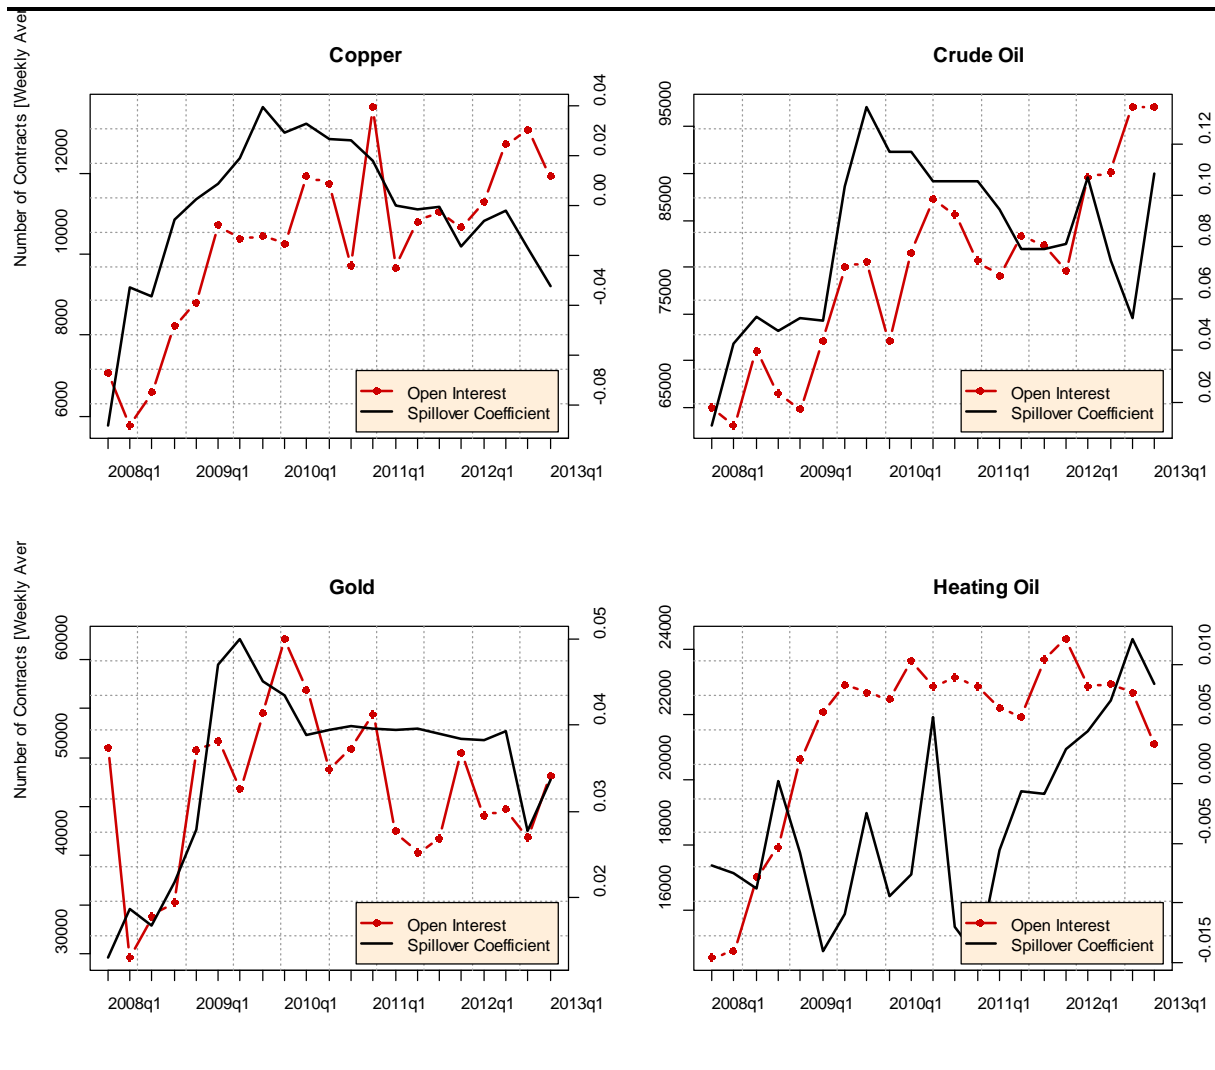 Copper
Number of Contracts [Weekly Aver
6000 8000 10000 12000
-0.08 -0.04 0.00 0.02 0.04
Open Interest
Spillover Coefficient
2008q1 2009q1 2010q1 2011q1 2012q1 2013q1
Crude Oil
65000 75000 85000 95000
0.02 0.04 0.06 0.08 0.10 0.12
Open Interest
Spillover Coefficient
2008q1 2009q1 2010q1 2011q1 2012q1 2013q1
Gold
Number of Contracts [Weekly Aver
30000 40000 50000 60000
0.02 0.03 0.04 0.05
Open Interest
Spillover Coefficient
2008q1 2009q1 2010q1 2011q1 2012q1 2013q1
Heating Oil
16000 18000 20000 22000 24000
-0.015 -0.005 0.000 0.005 0.010
Open Interest
Spillover Coefficient
2008q1 2009q1 2010q1 2011q1 2012q1 2013q1